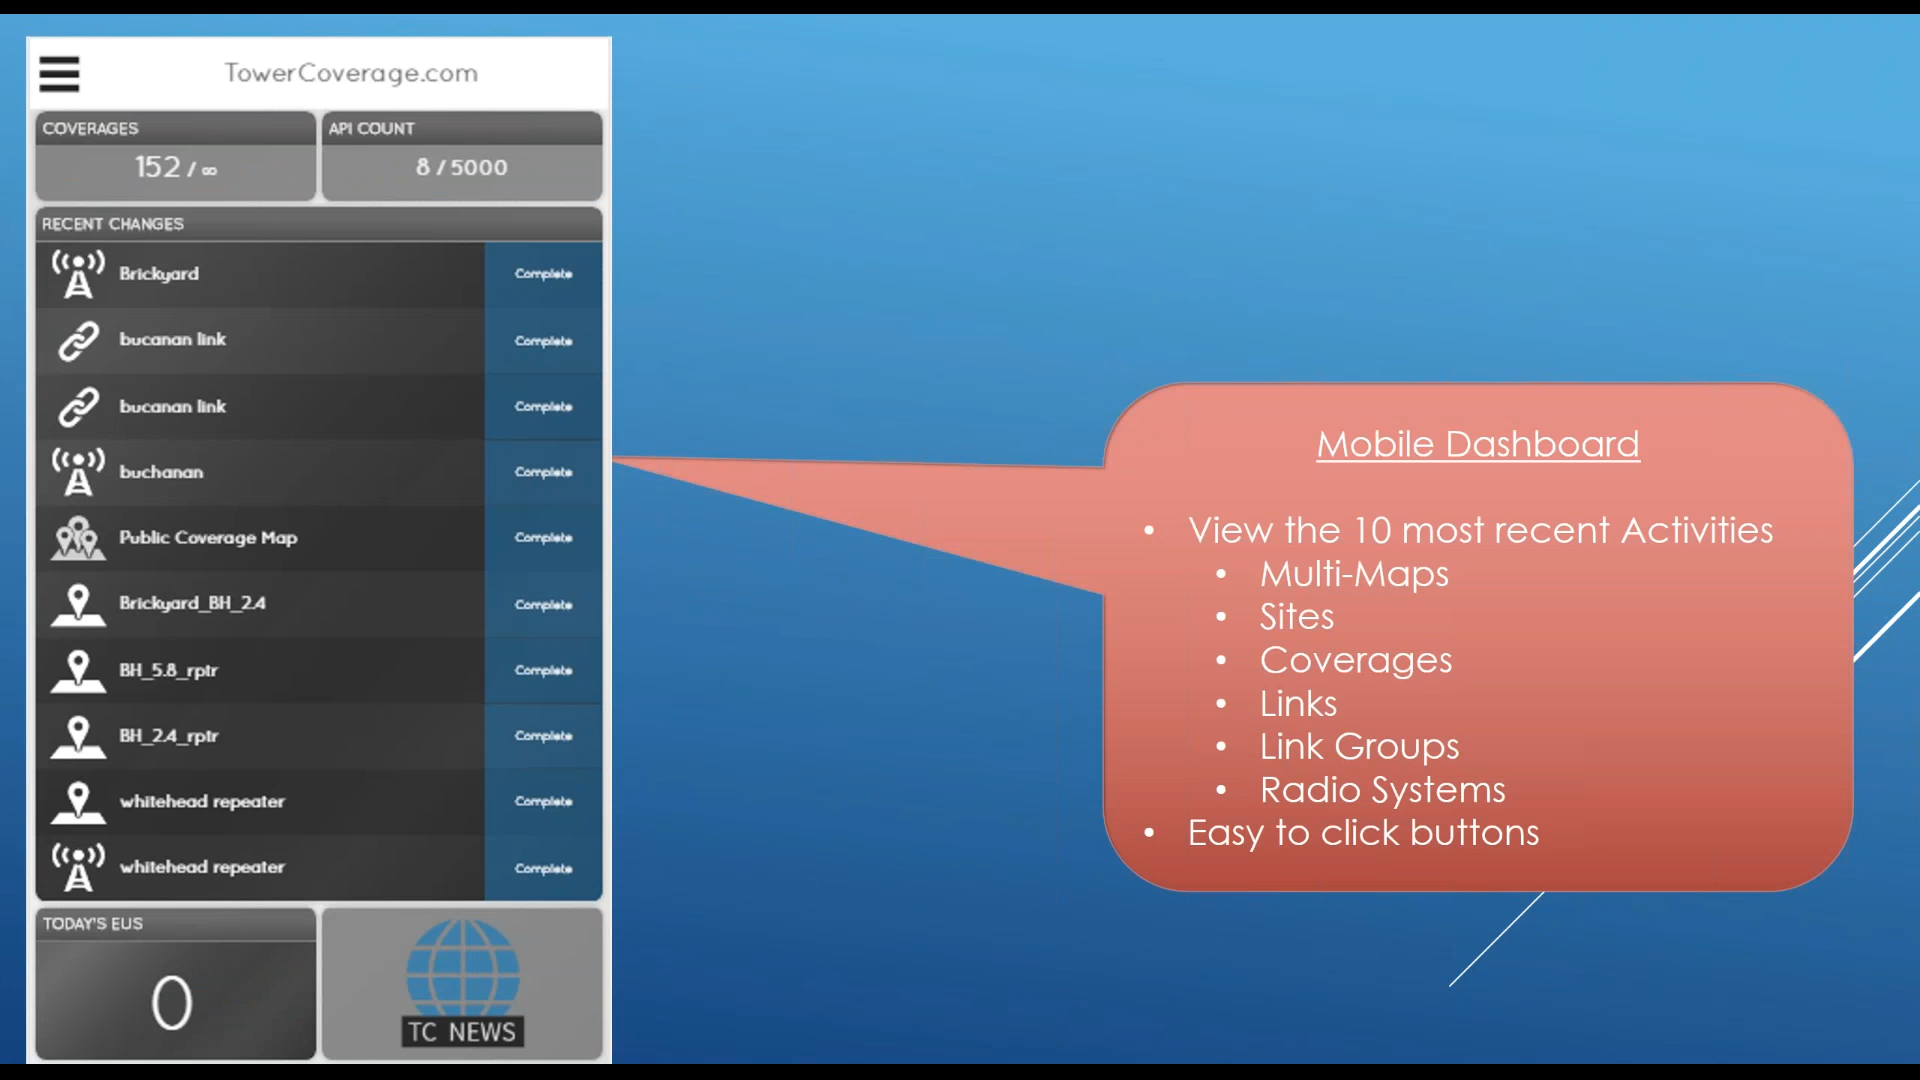 TowerCoverage.com
COVERAGES
152 / ∞
API COUNT
8 / 5000
RECENT CHANGES
Brickyard Complete
bucanan link Complete
bucanan link Complete
buchanan Complete
Public Coverage Map Complete
Brickyard_BH_2.4 Complete
BH_5.8_rptr Complete
BH_2.4_rptr Complete
whitehead repeater Complete
whitehead repeater Complete
TODAY'S EUS
0
TC NEWS
Mobile Dashboard
• View the 10 most recent Activities
• Multi-Maps
• Sites
• Coverages
• Links
• Link Groups
• Radio Systems
• Easy to click buttons